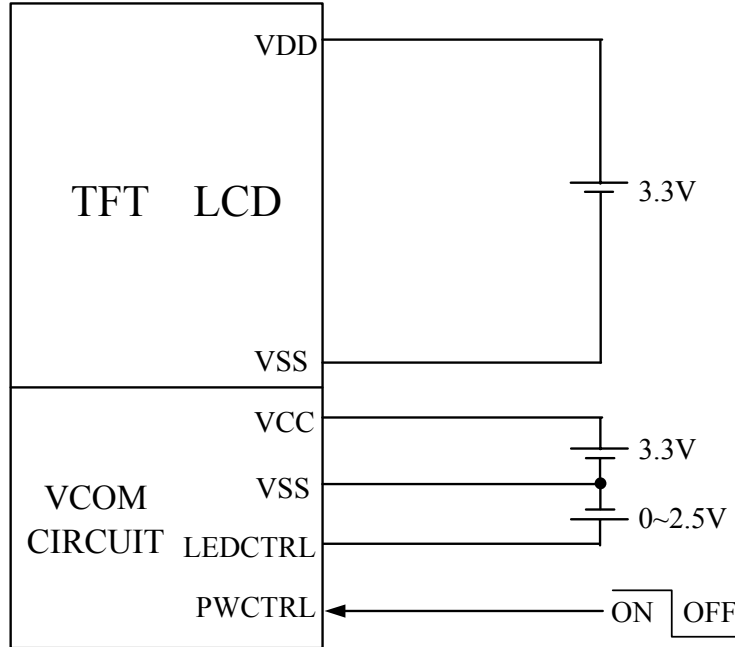 VDD
TFT LCD
3.3V
VSS
VCC
3.3V
VSS
VCOM
CIRCUIT
0~2.5V
LEDCTRL
PWCTRL
ON OFF